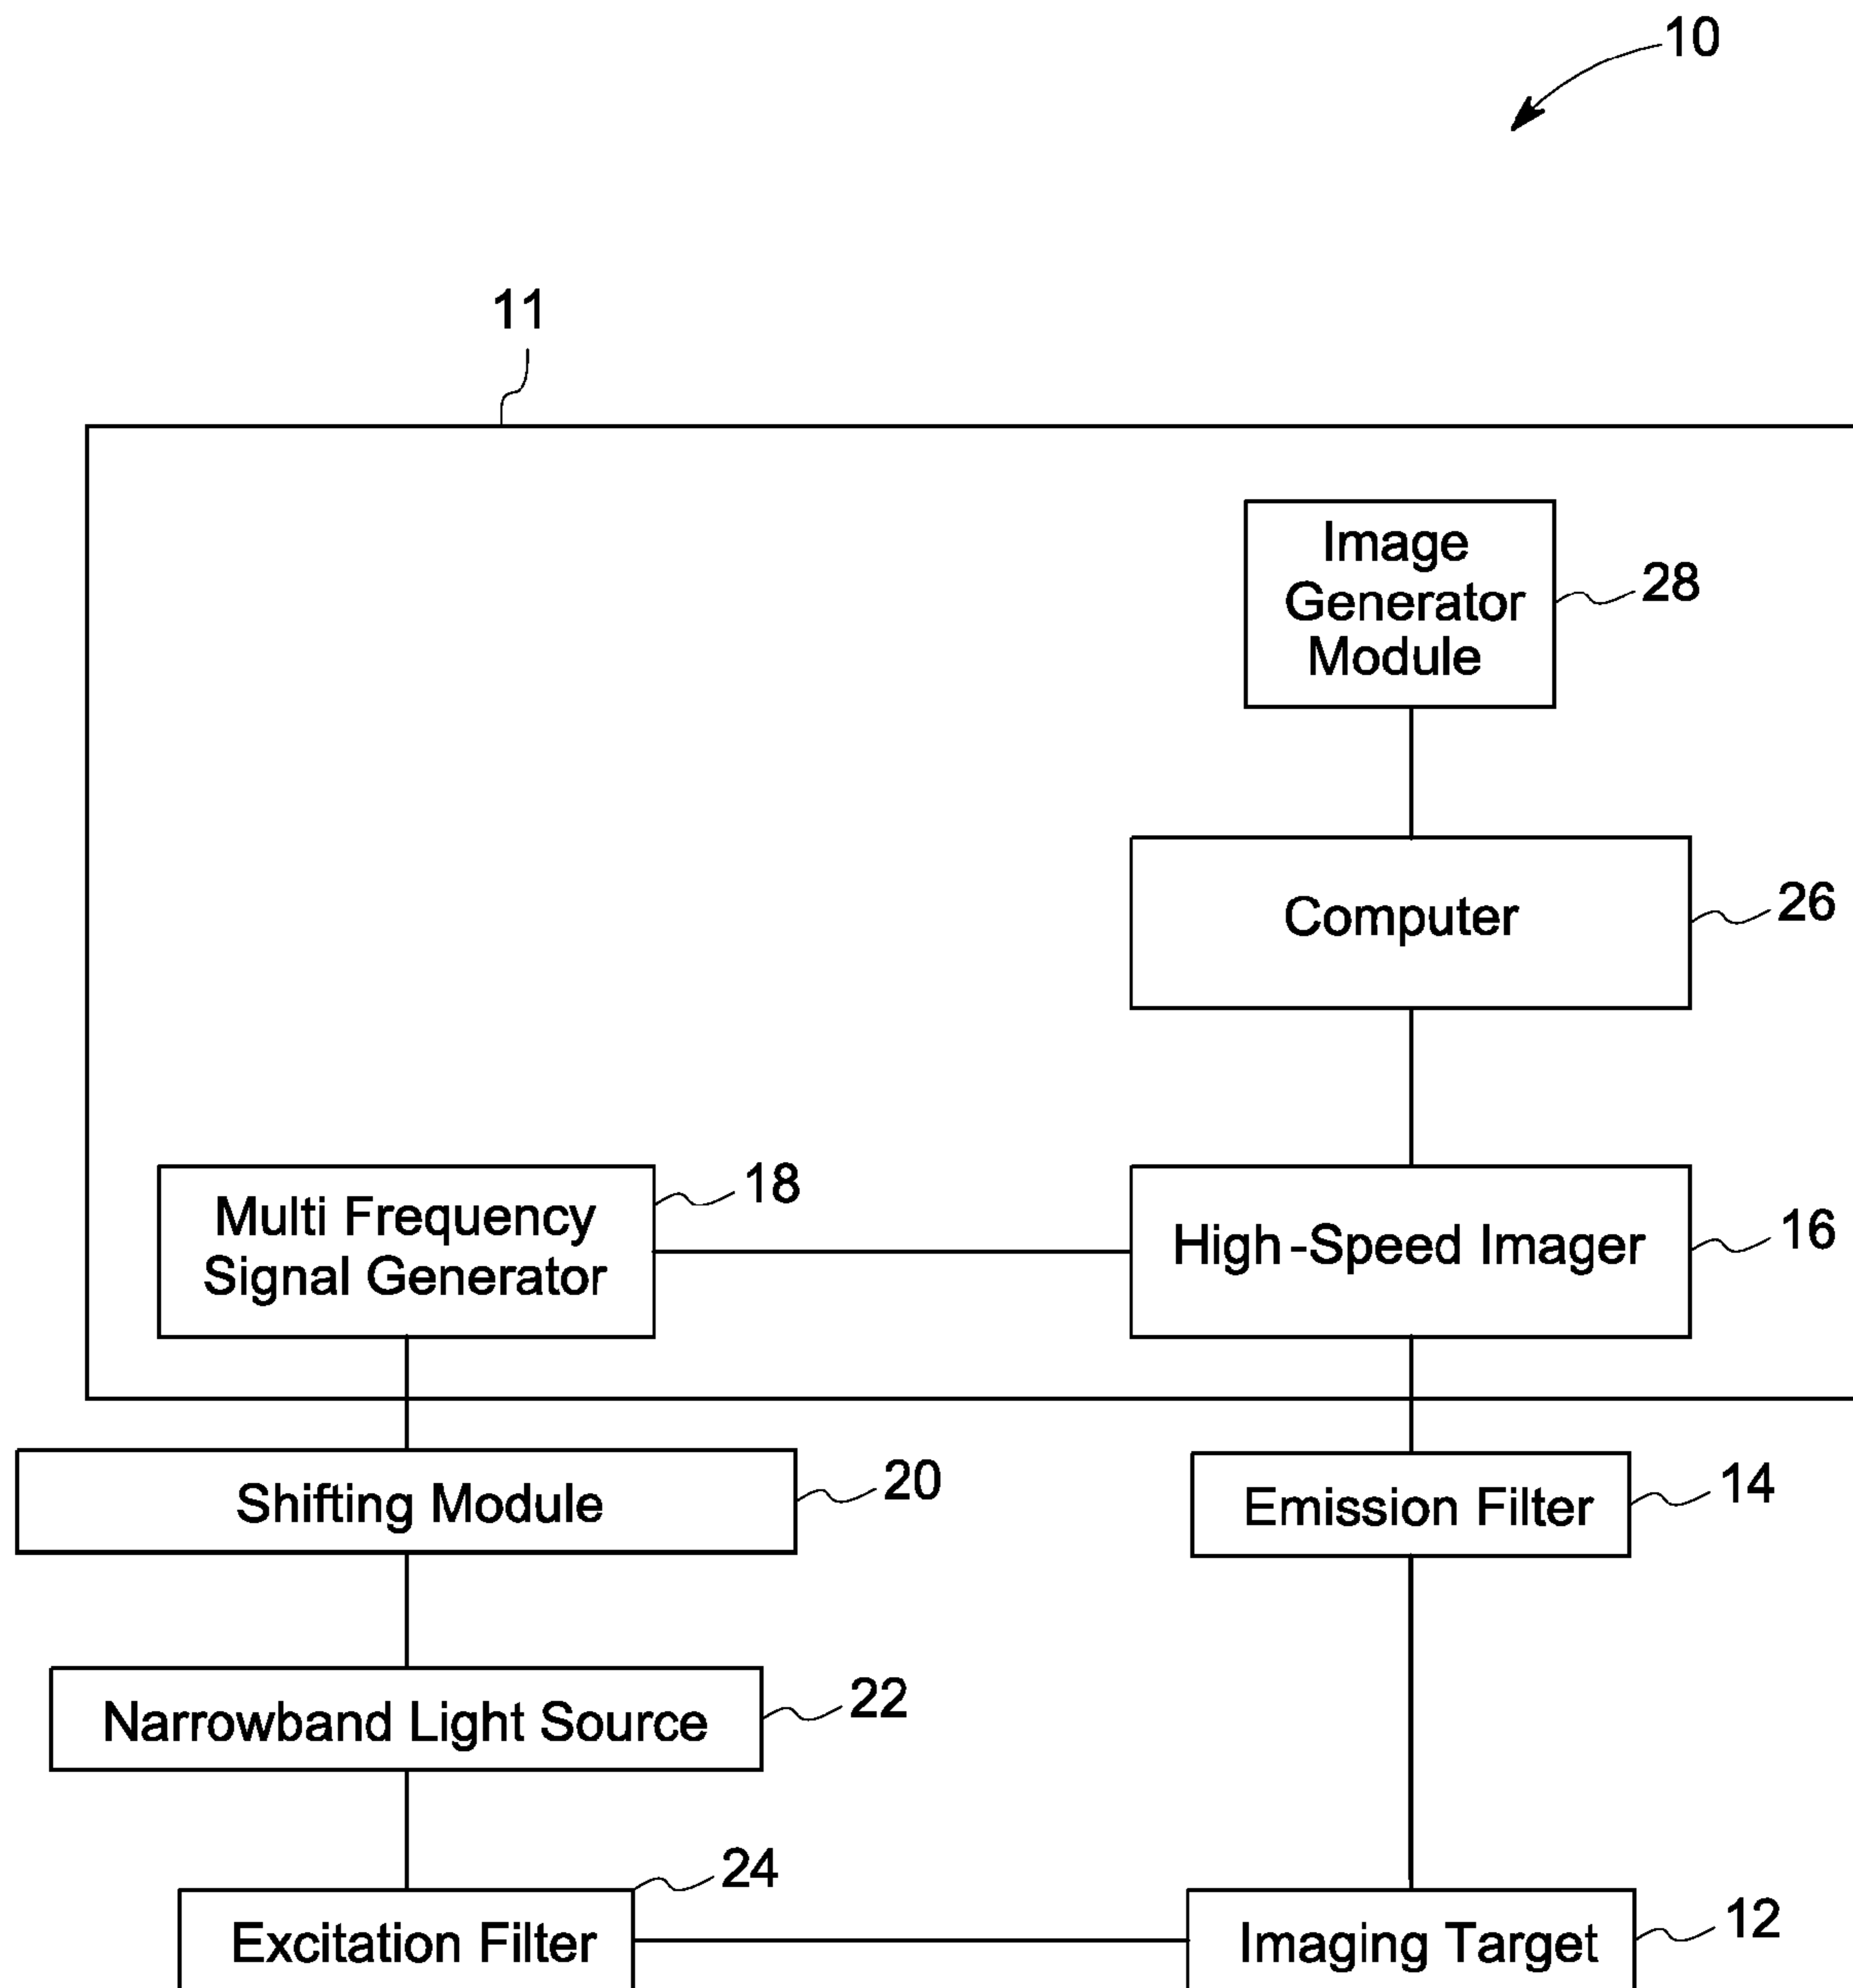 10
11
Image
Generator
Module
28
Computer
26
Multi Frequency
Signal Generator
18
High-Speed Imager
16
Shifting Module
20
Emission Filter
14
Narrowband Light Source
22
Excitation Filter
24
Imaging Target
12